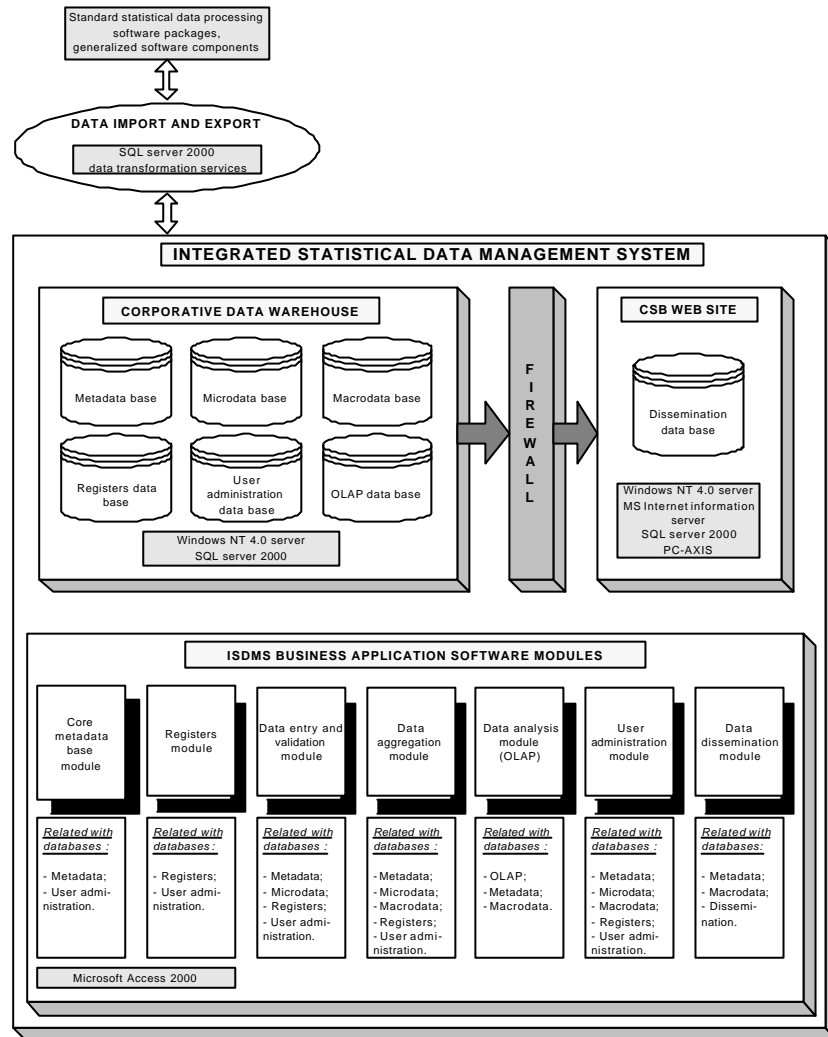 Standard statistical data processing
software packages,
generalized software components
DATA IMPORT AND EXPORT
SQL server 2000
data transformation services
INTEGRATED STATISTICAL DATA MANAGEMENT SYSTEM
CORPORATIVE DATA WAREHOUSE
Metadata base
Microdata base
Macrodata base
Registers data
base
User
administration
data base
OLAP data base
Windows NT 4.0 server
SQL server 2000
FIREWALL
CSB WEB SITE
Dissemination
data base
Windows NT 4.0 server
MS Internet information
server
SQL server 2000
PC-AXIS
ISDMS BUSINESS APPLICATION SOFTWARE MODULES
Core
metadata
base
module
Registers
module
Data entry and
validation
module
Data
aggregation
module
Data analysis
module
(OLAP)
User
administration
module
Data
dissemination
module
Related with
databases :
- Metadata;
- User admi-
nistration.
Related with
databases:
- Registers;
- User admi-
nistration.
Related with
databases :
- Metadata;
- Microdata;
- Registers;
- User admi-
nistration.
Related with
databases :
- Metadata;
- Microdata;
- Macrodata;
- Registers;
- User admi-
nistration.
Related with
databases :
- OLAP;
- Metadata;
- Macrodata.
Related with
databases :
- Metadata;
- Microdata;
- Macrodata;
- Registers;
- User admi-
nistration.
Related with
databases:
- Metadata;
- Macrodata;
- Dissemi-
nation.
Microsoft Access 2000